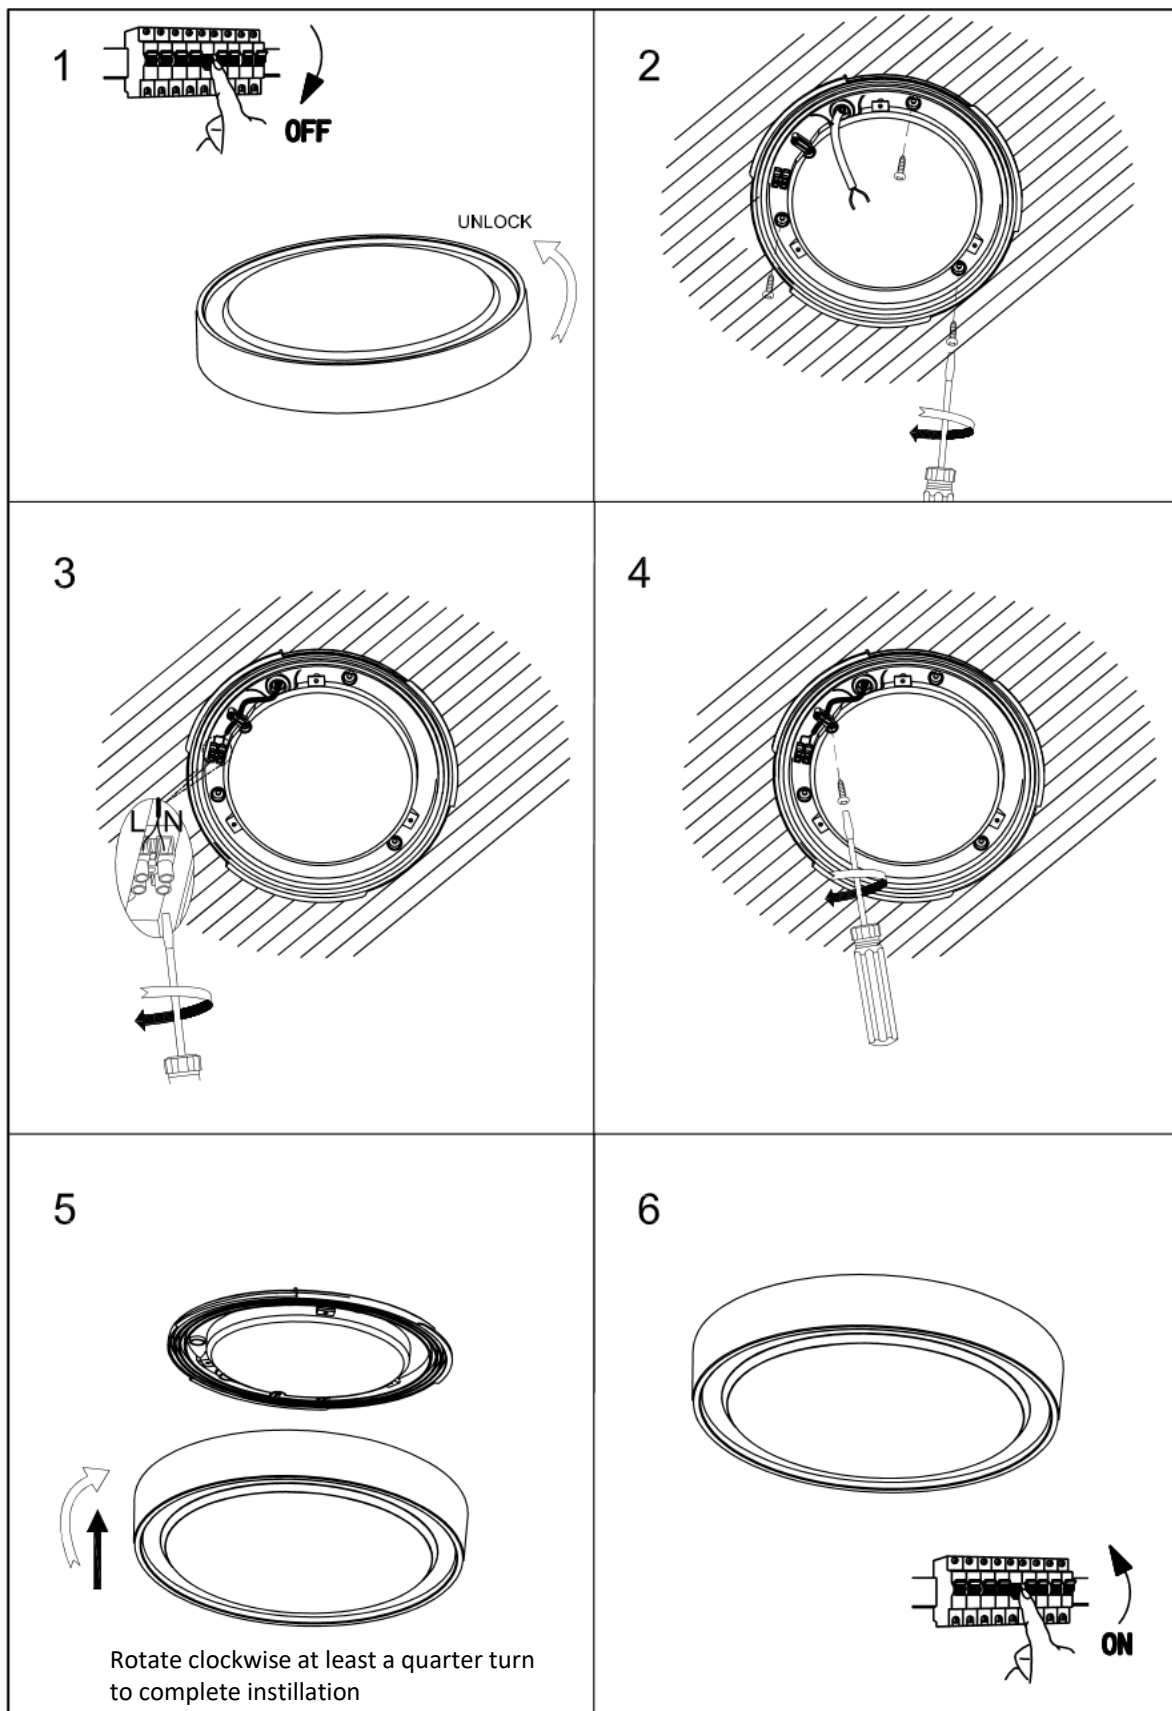 1
OFF
UNLOCK
2
3
L N
4
5
Rotate clockwise at least a quarter turn
to complete instillation
6
ON